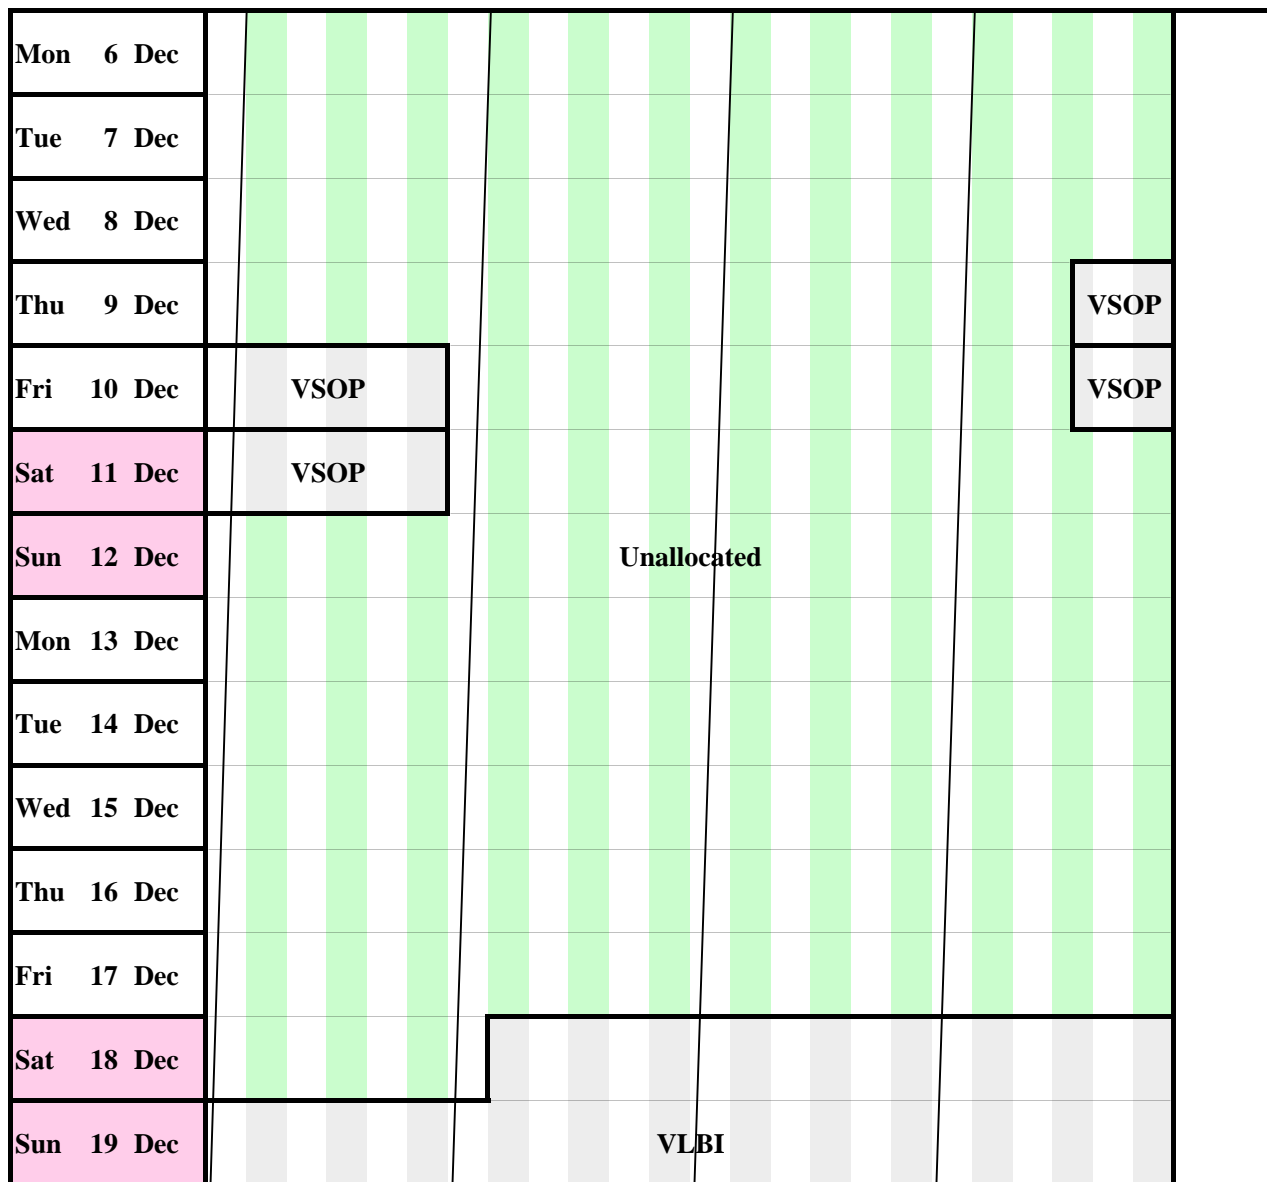 Mon 6 Dec
Tue 7 Dec
Wed 8 Dec
Thu 9 Dec VSOP
Fri 10 Dec VSOP VSOP
Sat 11 Dec VSOP
Sun 12 Dec Unallocated
Mon 13 Dec
Tue 14 Dec
Wed 15 Dec
Thu 16 Dec
Fri 17 Dec
Sat 18 Dec
Sun 19 Dec VLBI